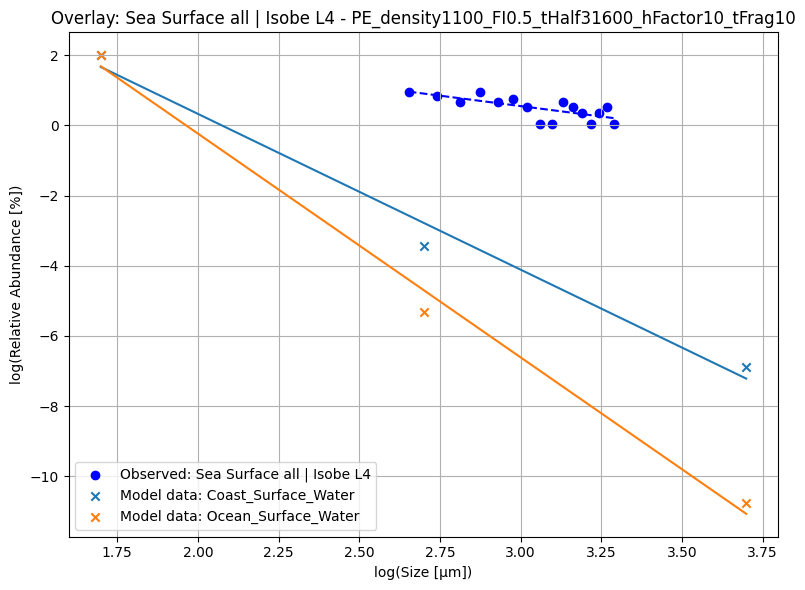 Overlay: Sea Surface all | Isobe L4 - PE_density1100_FI0.5_tHalf31600_hFactor10_tFrag10
log(Relative Abundance [%])
2
0
−2
−4
−6
−8
−10
Observed: Sea Surface all | Isobe L4
Model data: Coast_Surface_Water
Model data: Ocean_Surface_Water
1.75 2.00 2.25 2.50 2.75 3.00 3.25 3.50 3.75
log(Size [µm])